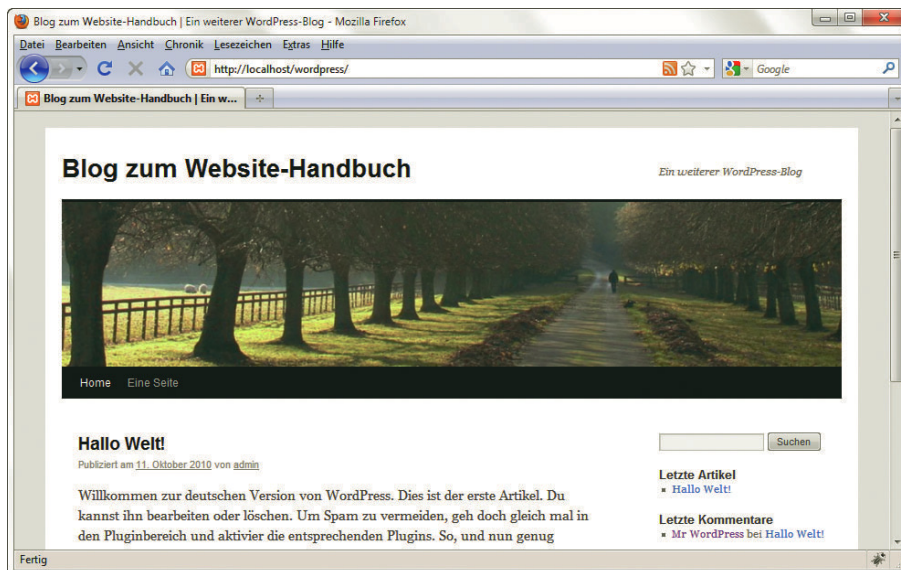 Blog zum Website-Handbuch | Ein weiterer WordPress-Blog - Mozilla Firefox
Datei Bearbeiten Ansicht Chronik Lesezeichen Extras Hilfe
http://localhost/wordpress/
Google
Blog zum Website-Handbuch | Ein w...
Blog zum Website-Handbuch
Ein weiterer WordPress-Blog
Home Eine Seite
Hallo Welt!
Publiziert am 11. Oktober 2010 von admin
Willkommen zur deutschen Version von WordPress. Dies ist der erste Artikel. Du
kannst ihn bearbeiten oder löschen. Um Spam zu vermeiden, geh doch gleich mal in
den Pluginbereich und aktivier die entsprechenden Plugins. So, und nun genug
Suchen
Letzte Artikel
Hallo Welt!
Letzte Kommentare
Mr WordPress bei Hallo Welt!
Fertig